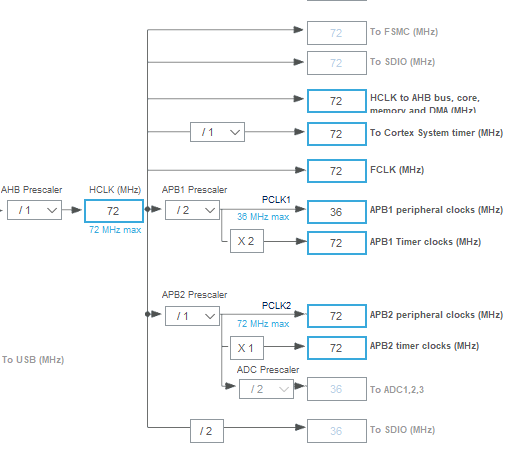 72 To FSMC (MHz)
72 To SDIO (MHz)
72 HCLK to AHB bus, core,
memory and DMA (MHz)
/ 1 72 To Cortex System timer (MHz)
72 FCLK (MHz)
AHB Prescaler HCLK (MHz) APB1 Prescaler
PCLK1
/ 1 72 / 2 36 APB1 peripheral clocks (MHz)
72 MHz max 36 MHz max
X 2 72 APB1 Timer clocks (MHz)
APB2 Prescaler
PCLK2
/ 1 72 APB2 peripheral clocks (MHz)
72 MHz max
X 1 72 APB2 timer clocks (MHz)
To USB (MHz)
ADC Prescaler
/ 2 36 To ADC1,2,3
/ 2 36 To SDIO (MHz)